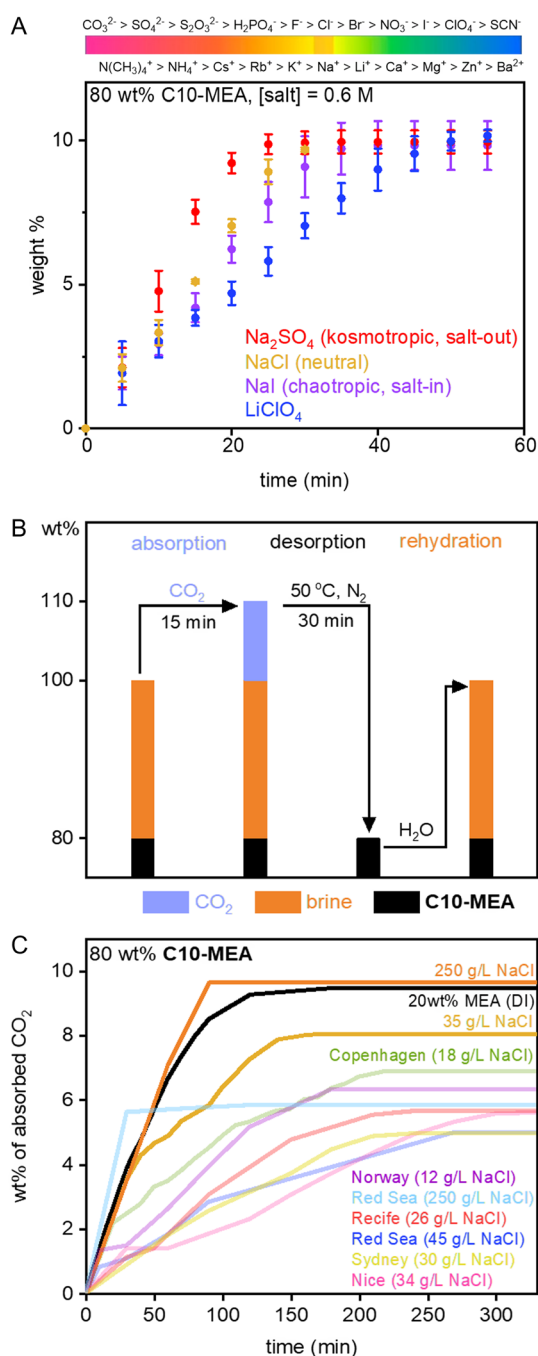 A
CO₃²⁻ > SO₄²⁻ > S₂O₃²⁻ > H₂PO₄⁻ > F⁻ > Cl⁻ > Br⁻ > NO₃⁻ > I⁻ > ClO₄⁻ > SCN⁻
N(CH₃)₄⁺ > NH₄⁺ > Cs⁺ > Rb⁺ > K⁺ > Na⁺ > Li⁺ > Ca⁺ > Mg⁺ > Zn⁺ > Ba²⁺
80 wt% C10-MEA, [salt] = 0.6 M
10
5
0
weight %
Na₂SO₄ (kosmotropic, salt-out)
NaCl (neutral)
NaI (chaotropic, salt-in)
LiClO₄
0 20 40 60
time (min)
B
wt%
absorption desorption rehydration
CO₂ 50 °C, N₂
15 min 30 min
110
100
80
H₂O
CO₂ brine C10-MEA
C
80 wt% C10-MEA
10
8
6
4
2
0
wt% of absorbed CO₂
250 g/L NaCl
20wt% MEA (DI)
35 g/L NaCl
Copenhagen (18 g/L NaCl)
Norway (12 g/L NaCl)
Red Sea (250 g/L NaCl)
Recife (26 g/L NaCl)
Red Sea (45 g/L NaCl)
Sydney (30 g/L NaCl)
Nice (34 g/L NaCl)
0 50 100 150 200 250 300
time (min)